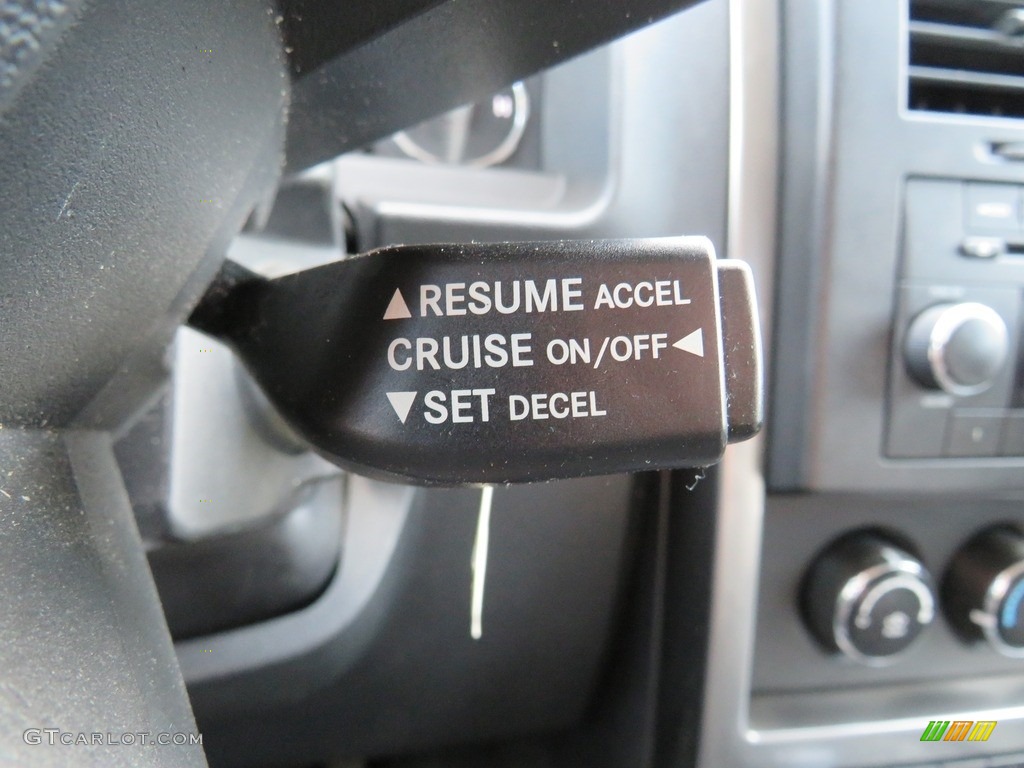 ▲RESUME ACCEL
CRUISE ON/OFF◀
▼SET DECEL
GTCARLOT.COM